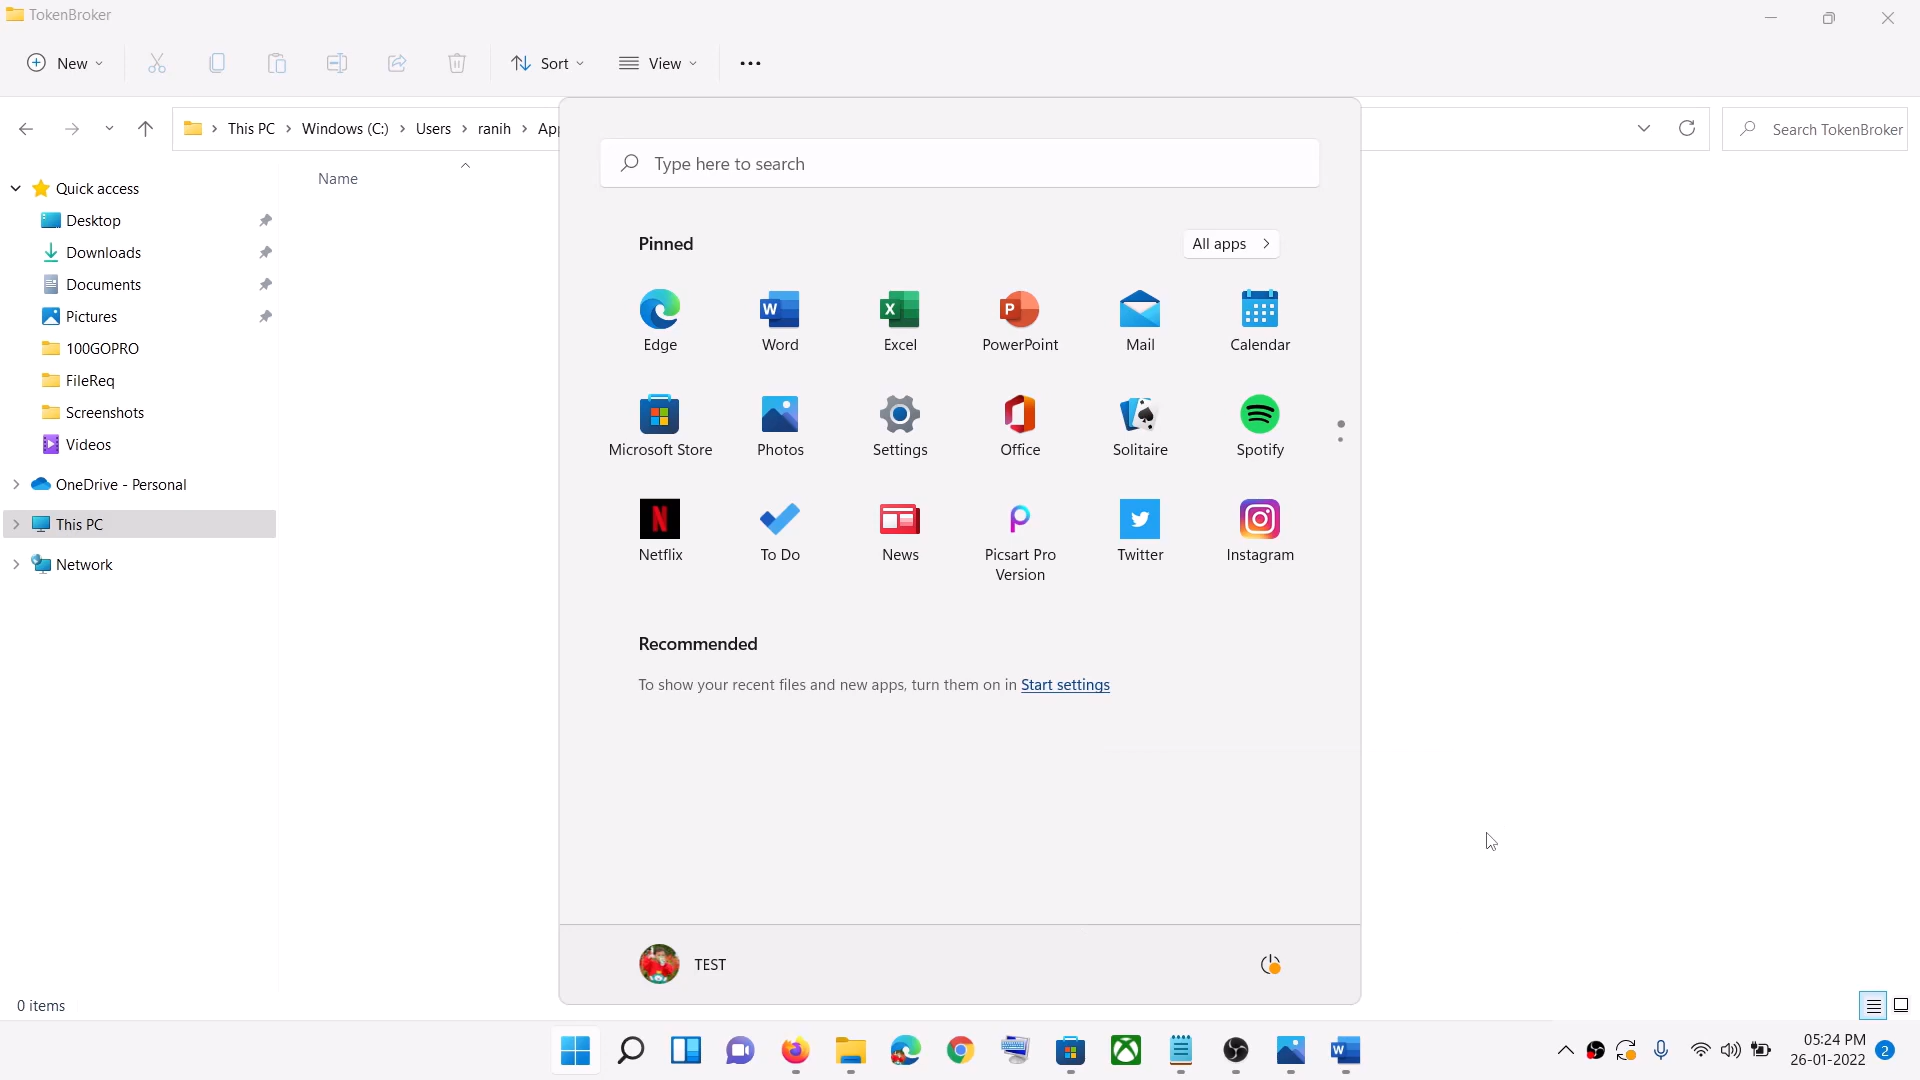 TokenBroker
New
Sort
View
This PC > Windows (C:) > Users > ranih >
Search TokenBroker
Name
Quick access
Desktop
Downloads
Documents
Pictures
100GOPRO
FileReq
Screenshots
Videos
OneDrive - Personal
This PC
Network
0 items
Type here to search
Pinned
All apps
Edge
Word
Excel
PowerPoint
Mail
Calendar
Microsoft Store
Photos
Settings
Office
Solitaire
Spotify
Netflix
To Do
News
Picsart Pro
Version
Twitter
Instagram
Recommended
To show your recent files and new apps, turn them on in Start settings
TEST
05:24 PM
26-01-2022
2